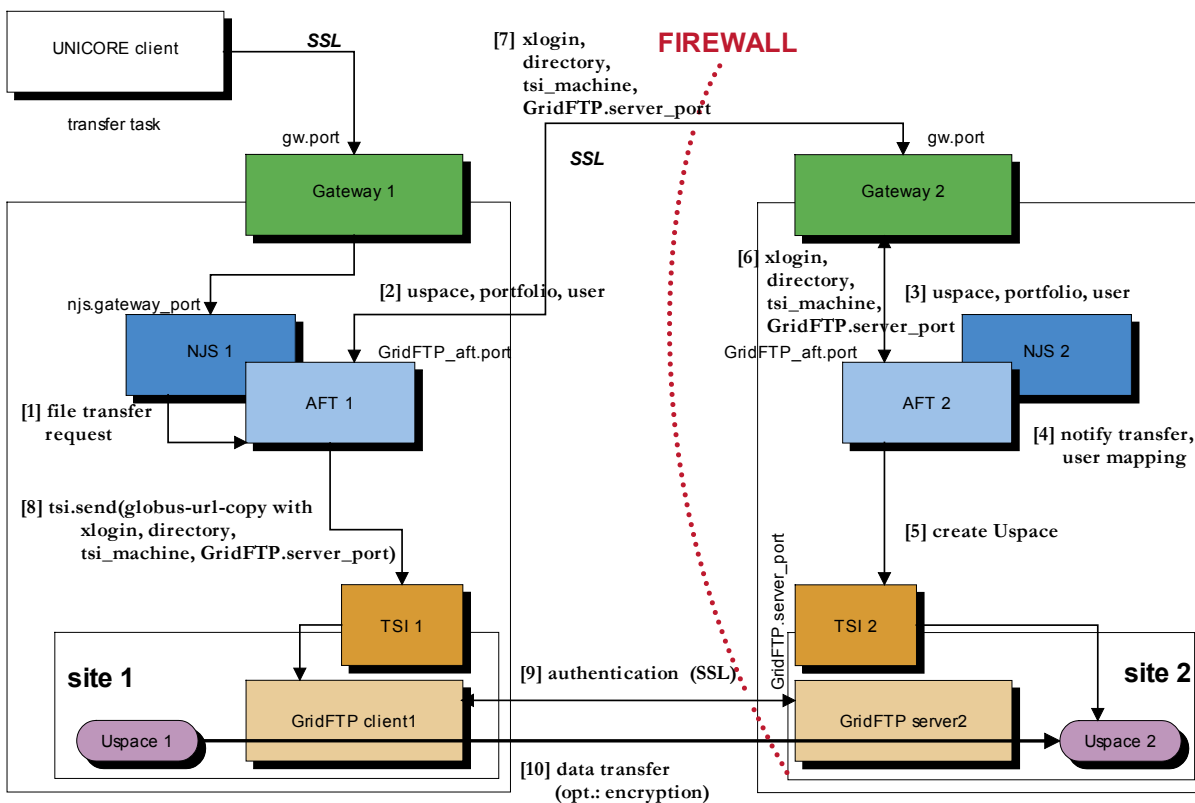 UNICORE client
SSL
[7] xlogin,
directory,
tsi_machine,
GridFTP.server_port
FIREWALL
transfer task
gw.port
SSL
gw.port
Gateway 1
Gateway 2
[2] uspace, portfolio, user
[6] xlogin,
directory,
tsi_machine,
GridFTP.server_port
[3] uspace, portfolio, user
njs.gateway_port
NJS 1
GridFTP_aft.port
GridFTP_aft.port
NJS 2
AFT 1
AFT 2
[1] file transfer
request
[4] notify transfer,
user mapping
[8] tsi.send(globus-url-copy with
xlogin, directory,
tsi_machine, GridFTP.server_port)
[5] create Uspace
GridFTP.server_port
TSI 1
TSI 2
site 1
[9] authentication (SSL)
site 2
GridFTP client1
GridFTP server2
Uspace 1
Uspace 2
[10] data transfer
(opt.: encryption)